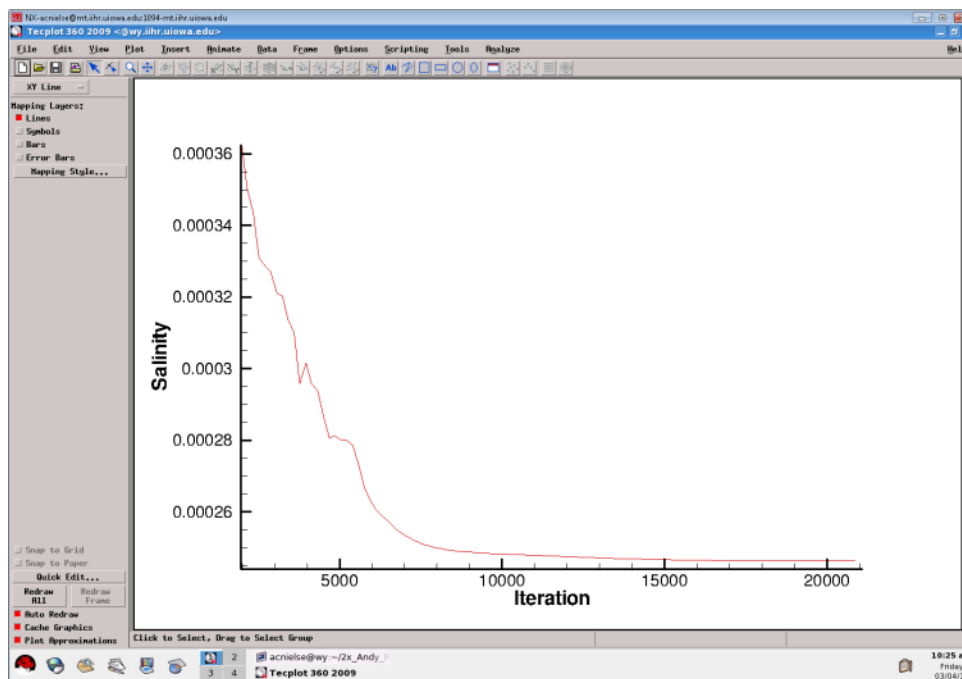 NX-acnielse@mt.iihr.uiowa.edu:1094-mt.iihr.uiowa.edu
Tecplot 360 2009 <@wy.iihr.uiowa.edu>
File Edit View Plot Insert Animate Data Frame Options Scripting Tools Analyze Hel
Ab
XY Line
Mapping Layers:
Lines
Symbols
Bars
Error Bars
Mapping Style...
0.00036
0.00034
0.00032
0.0003
0.00028
0.00026
Salinity
5000 10000 15000 20000
Iteration
Snap to Grid
Snap to Paper
Quick Edit...
Redraw All
Redraw Frame
Auto Redraw
Cache Graphics
Plot Approximations
Click to Select, Drag to Select Group
2
3 4
acnielse@wy:~/2x_Andy_
Tecplot 360 2009
10:25 a
Friday
03/04/